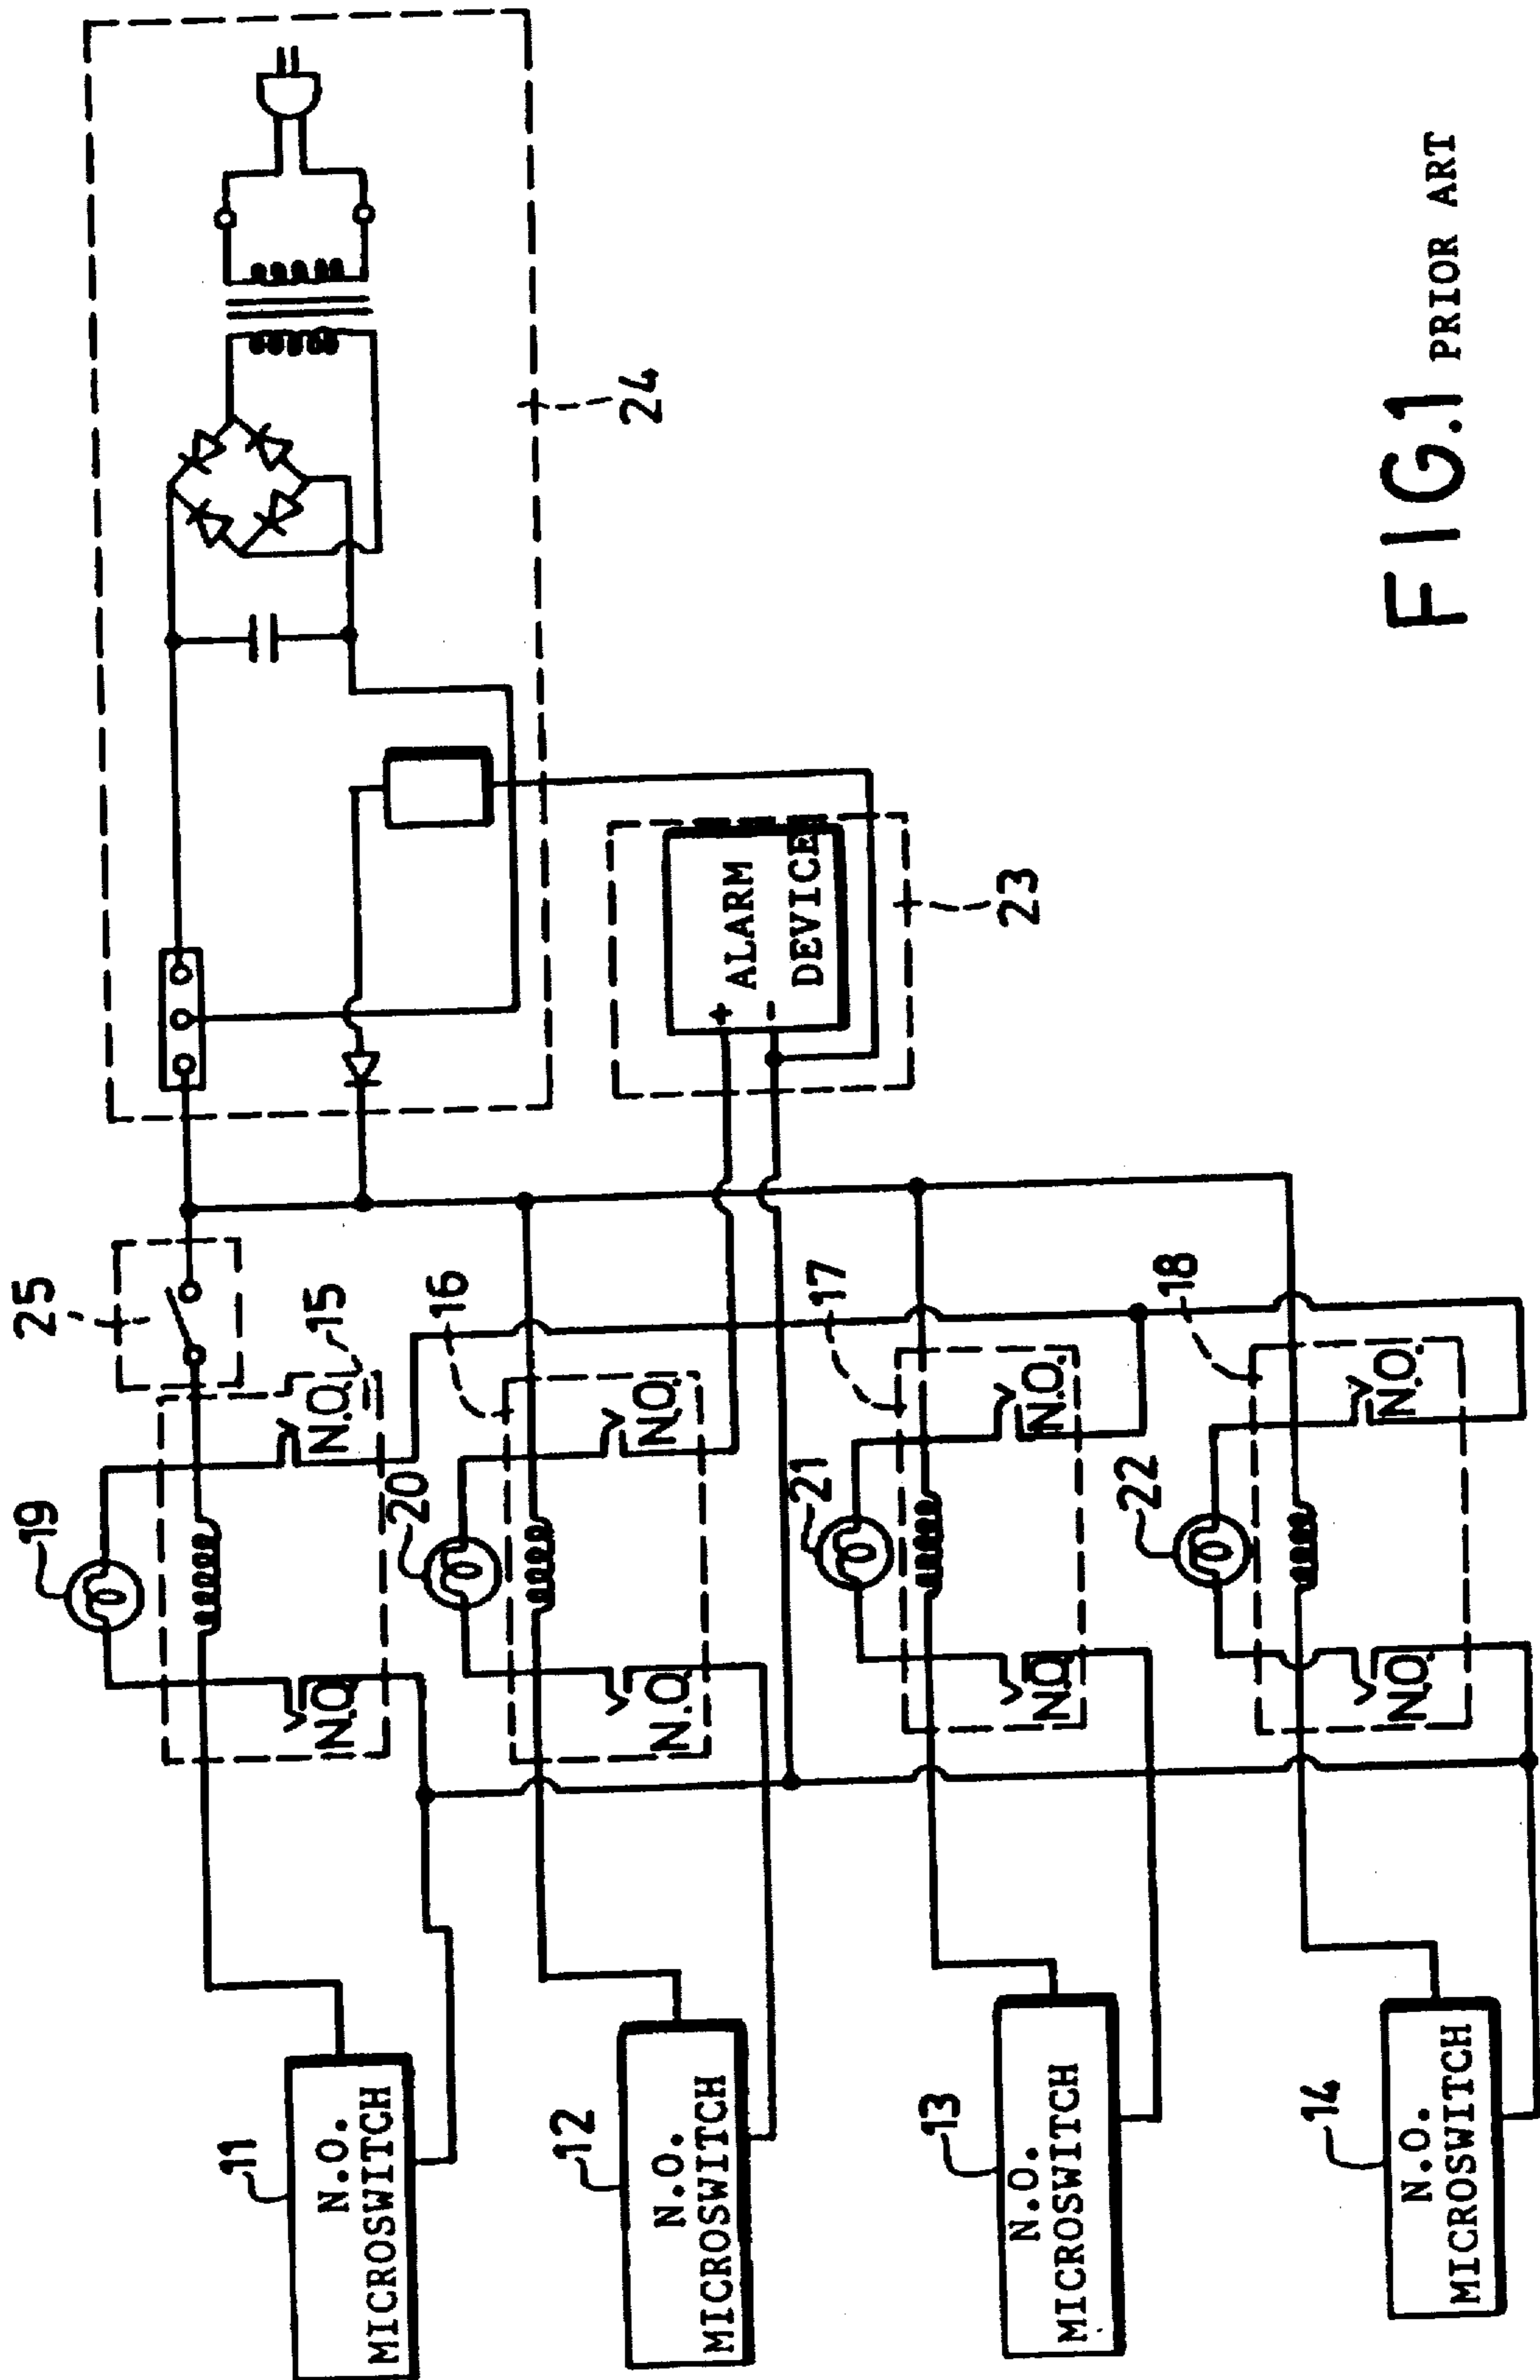 25
15
N.O.
19
N.O.
11
N.O.
MICROSWITCH
16
N.O.
20
N.O.
12
N.O.
MICROSWITCH
24
+ ALARM
- DEVICE
23
17
N.O.
21
N.O.
13
N.O.
MICROSWITCH
18
N.O.
22
N.O.
14
N.O.
MICROSWITCH
FIG.1 PRIOR ART